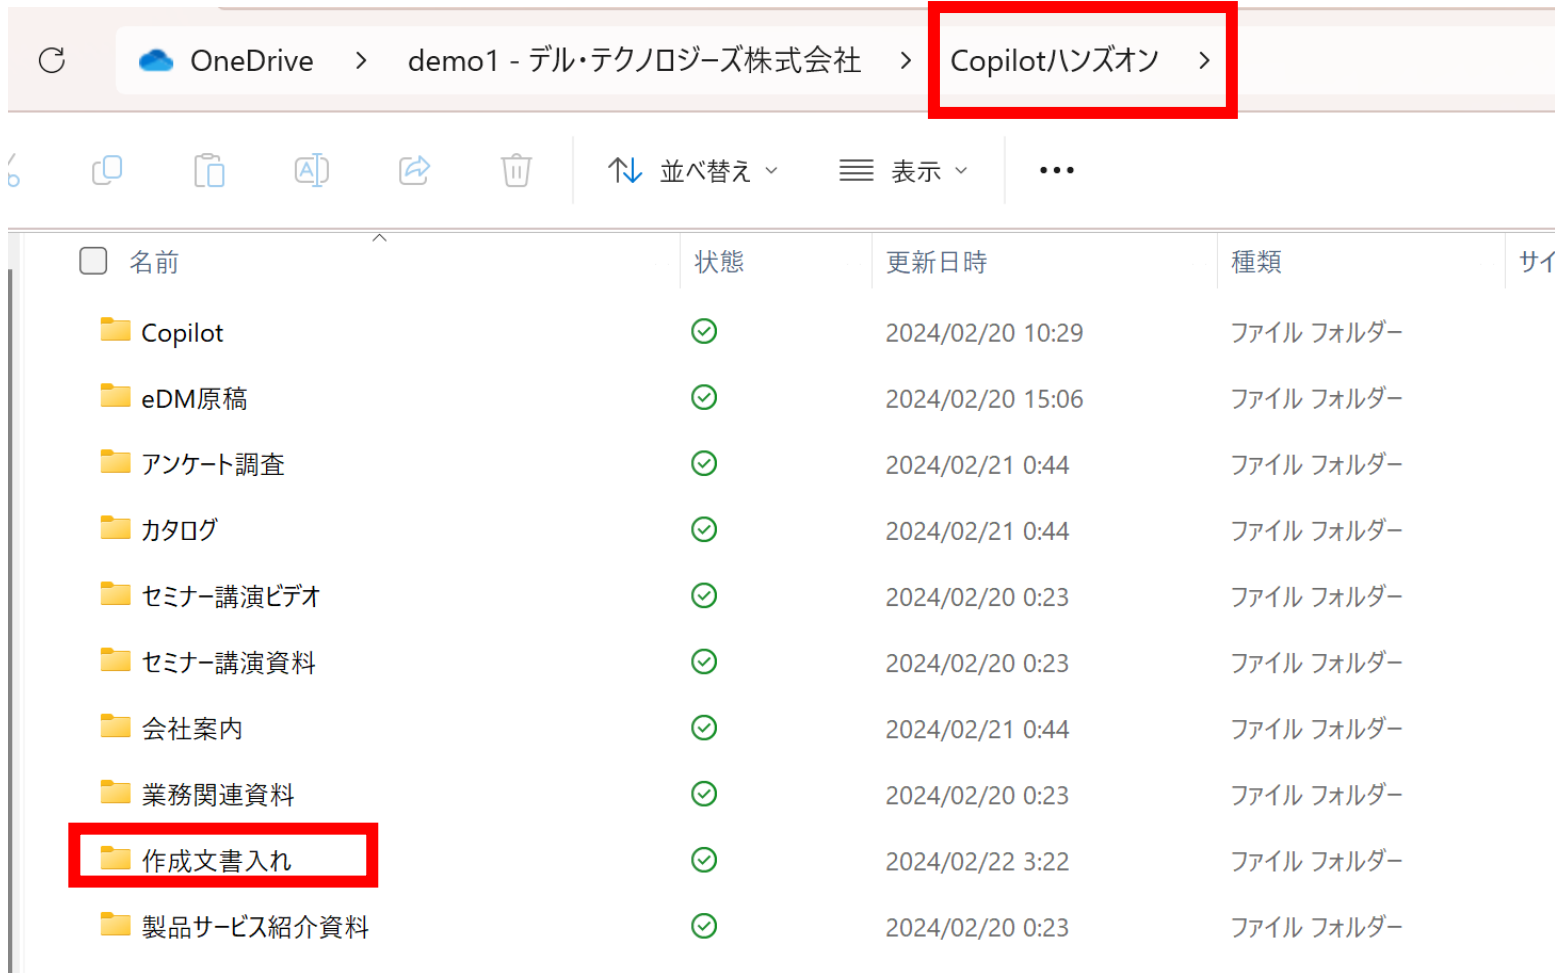 OneDrive > demo1 - デル・テクノロジーズ株式会社 > Copilotハンズオン >
並べ替え 表示 •••
名前 状態 更新日時 種類 サイ
Copilot 2024/02/20 10:29 ファイル フォルダー
eDM原稿 2024/02/20 15:06 ファイル フォルダー
アンケート調査 2024/02/21 0:44 ファイル フォルダー
カタログ 2024/02/21 0:44 ファイル フォルダー
セミナー講演ビデオ 2024/02/20 0:23 ファイル フォルダー
セミナー講演資料 2024/02/20 0:23 ファイル フォルダー
会社案内 2024/02/21 0:44 ファイル フォルダー
業務関連資料 2024/02/20 0:23 ファイル フォルダー
作成文書入れ 2024/02/22 3:22 ファイル フォルダー
製品サービス紹介資料 2024/02/20 0:23 ファイル フォルダー